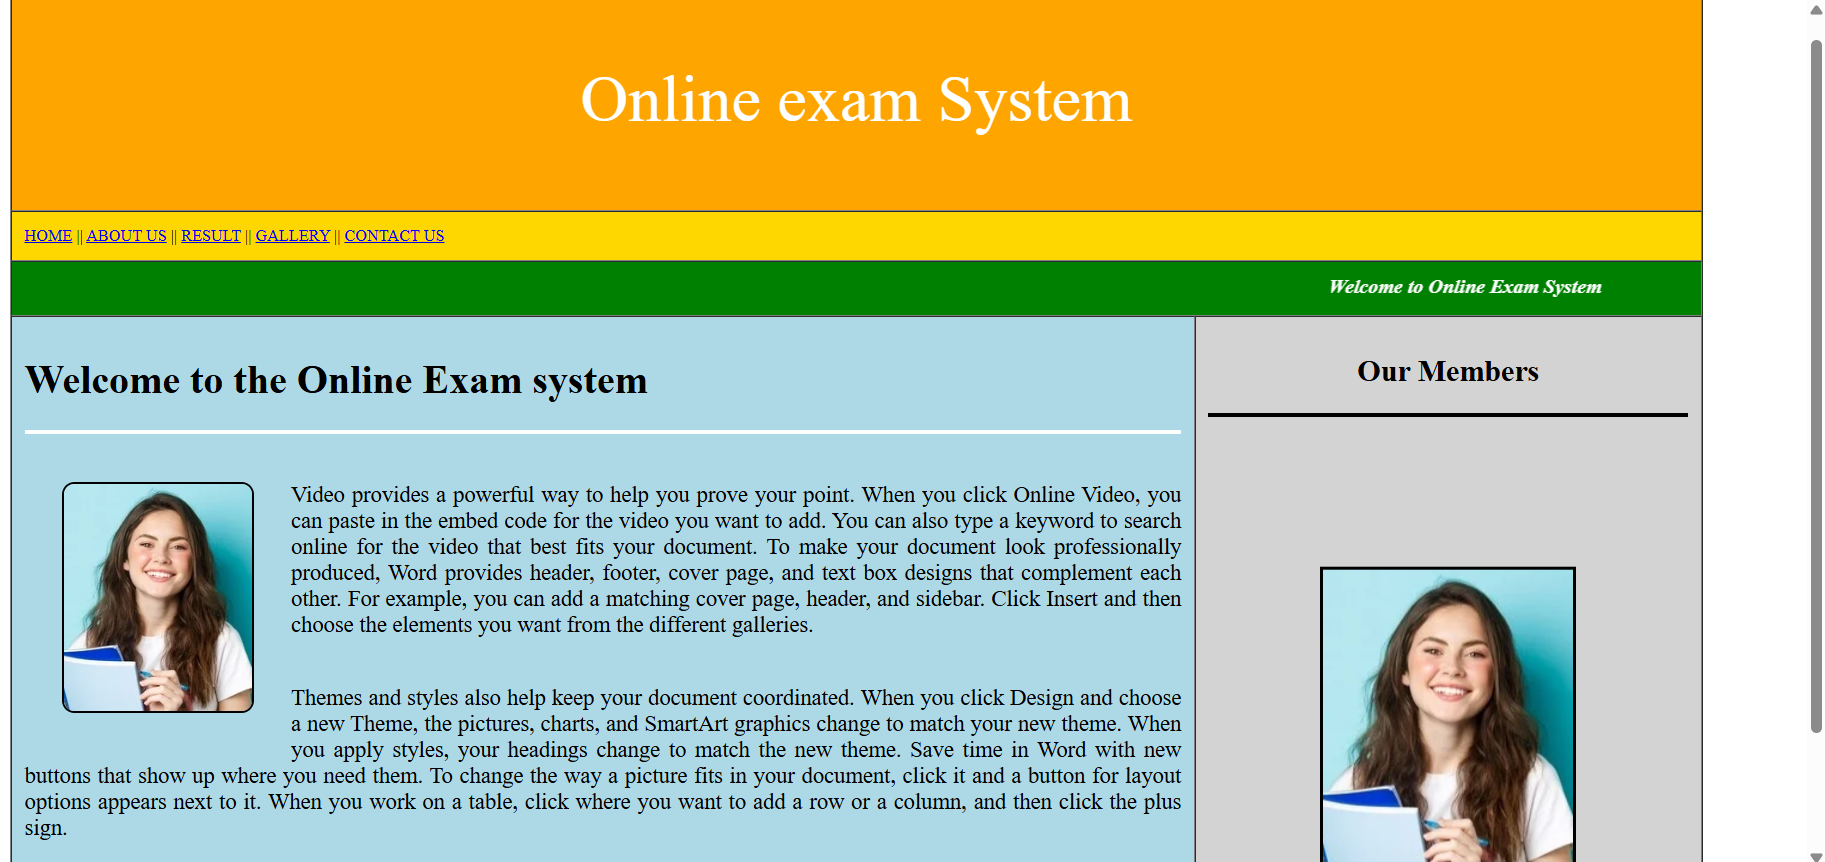 Online exam System
HOME || ABOUT US || RESULT || GALLERY || CONTACT US
Welcome to Online Exam System
Welcome to the Online Exam system
Video provides a powerful way to help you prove your point. When you click Online Video, you
can paste in the embed code for the video you want to add. You can also type a keyword to search
online for the video that best fits your document. To make your document look professionally
produced, Word provides header, footer, cover page, and text box designs that complement each
other. For example, you can add a matching cover page, header, and sidebar. Click Insert and then
choose the elements you want from the different galleries.
Themes and styles also help keep your document coordinated. When you click Design and choose
a new Theme, the pictures, charts, and SmartArt graphics change to match your new theme. When
you apply styles, your headings change to match the new theme. Save time in Word with new
buttons that show up where you need them. To change the way a picture fits in your document, click it and a button for layout
options appears next to it. When you work on a table, click where you want to add a row or a column, and then click the plus
sign.
Our Members